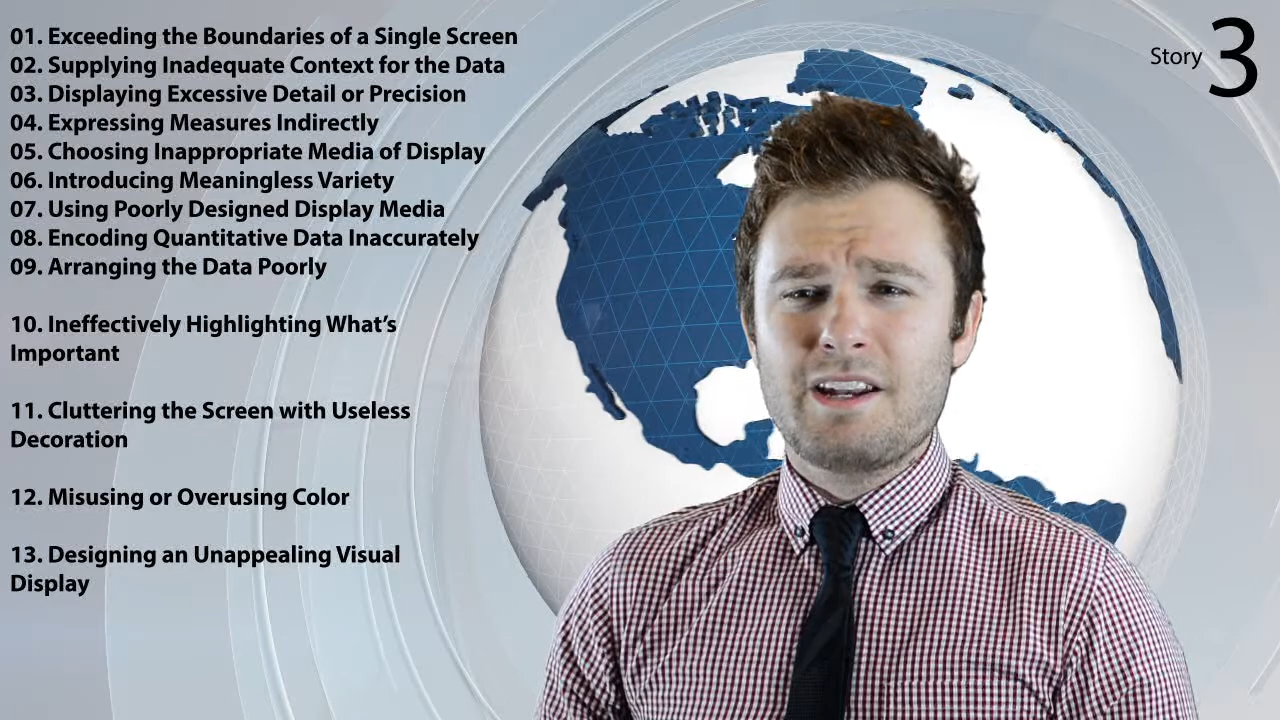 01. Exceeding the Boundaries of a Single Screen
02. Supplying Inadequate Context for the Data
03. Displaying Excessive Detail or Precision
04. Expressing Measures Indirectly
05. Choosing Inappropriate Media of Display
06. Introducing Meaningless Variety
07. Using Poorly Designed Display Media
08. Encoding Quantitative Data Inaccurately
09. Arranging the Data Poorly
10. Ineffectively Highlighting What’s
Important
11. Cluttering the Screen with Useless
Decoration
12. Misusing or Overusing Color
13. Designing an Unappealing Visual
Display
Story 3